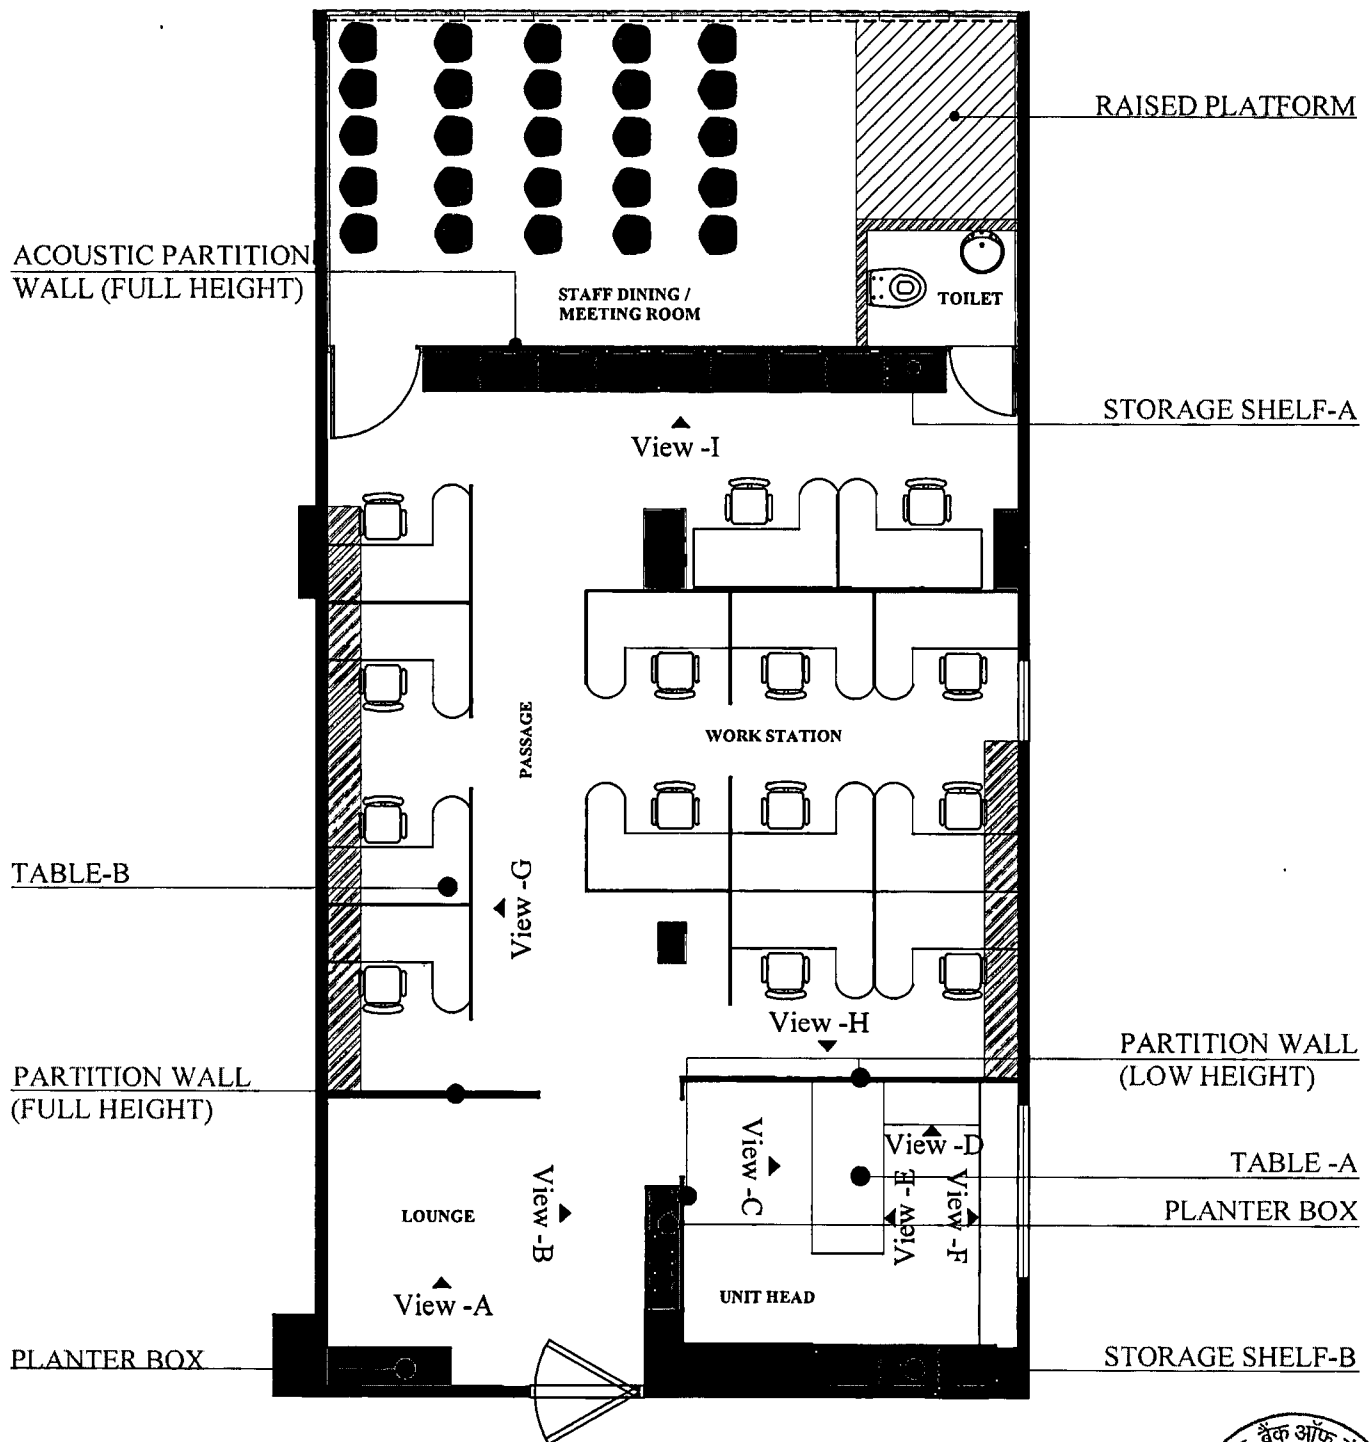 RAISED PLATFORM
ACOUSTIC PARTITION
WALL (FULL HEIGHT)
STAFF DINING /
MEETING ROOM
TOILET
STORAGE SHELF-A
View -I
PASSAGE
WORK STATION
TABLE-B
View -G
View -H
PARTITION WALL
(LOW HEIGHT)
PARTITION WALL
(FULL HEIGHT)
View -C
View -D
TABLE -A
View -E
View -F
View -B
PLANTER BOX
LOUNGE
UNIT HEAD
View -A
PLANTER BOX
STORAGE SHELF-B
बैंक ऑफ